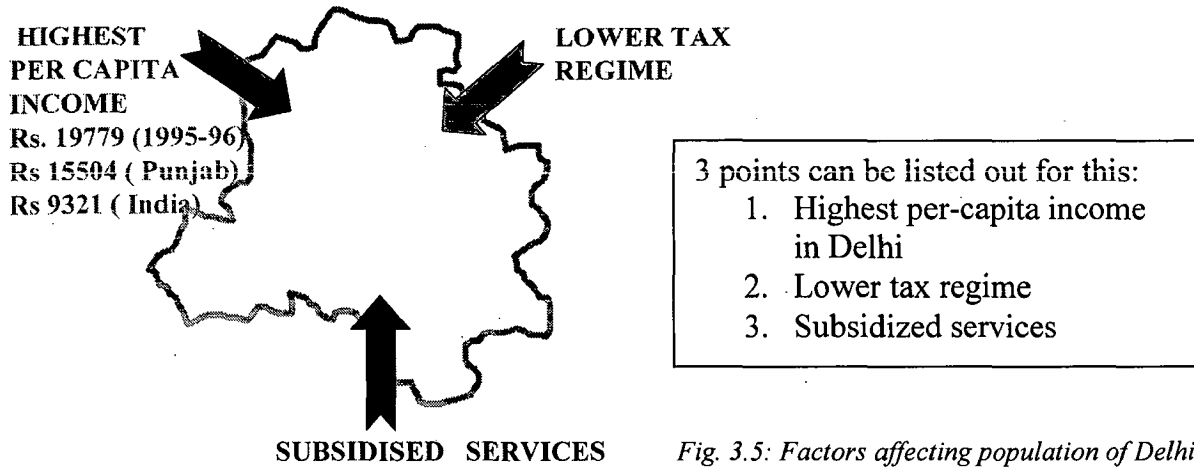 HIGHEST
PER CAPITA
INCOME
Rs. 19779 (1995-96)
Rs 15504 ( Punjab)
Rs 9321 ( India)
LOWER TAX
REGIME
SUBSIDISED SERVICES
3 points can be listed out for this:
1. Highest per-capita income
in Delhi
2. Lower tax regime
3. Subsidized services
Fig. 3.5: Factors affecting population of Delhi